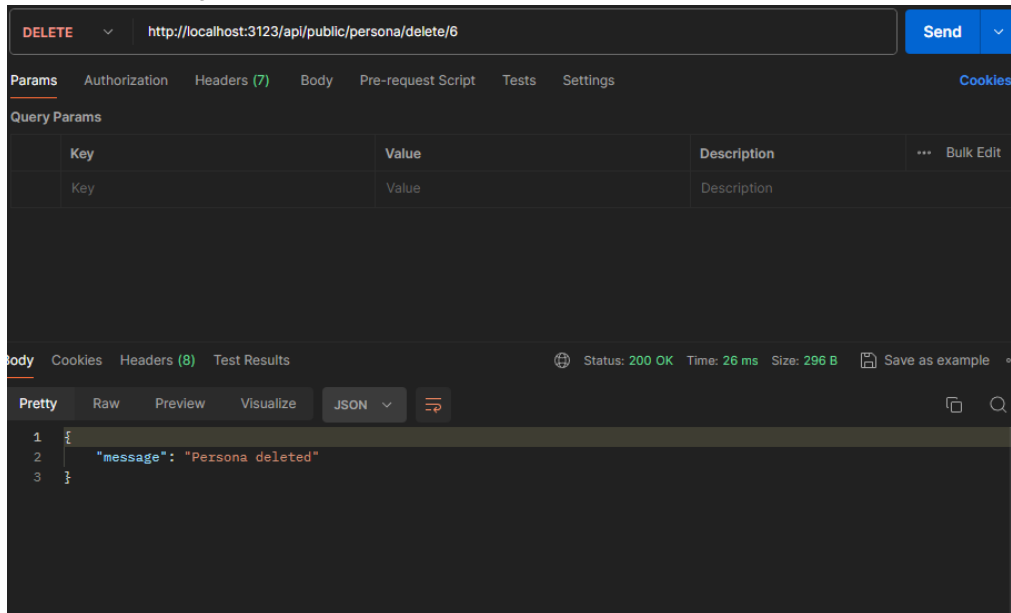 DELETE http://localhost:3123/api/public/persona/delete/6 Send
Params Authorization Headers (7) Body Pre-request Script Tests Settings Cookies
Query Params
Key Value Description ••• Bulk Edit
Key Value Description
Body Cookies Headers (8) Test Results Status: 200 OK Time: 26 ms Size: 296 B Save as example
Pretty Raw Preview Visualize JSON
1 {
2 "message": "Persona deleted"
3 }